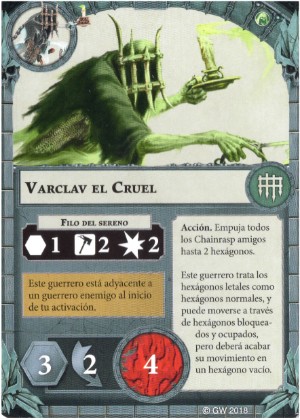 VARCLAV EL CRUEL
FILO DEL SERENO
1 2 2
Este guerrero está adyacente a
un guerrero enemigo al inicio
de tu activación.
Acción. Empuja todos
los Chainrasp amigos
hasta 2 hexágonos.
Este guerrero trata los
hexágonos letales como
hexágonos normales, y
puede moverse a través
de hexágonos bloquea-
dos y ocupados,
pero deberá acabar
su movimiento en
un hexágono vacío.
3 2 4
© GW 2018